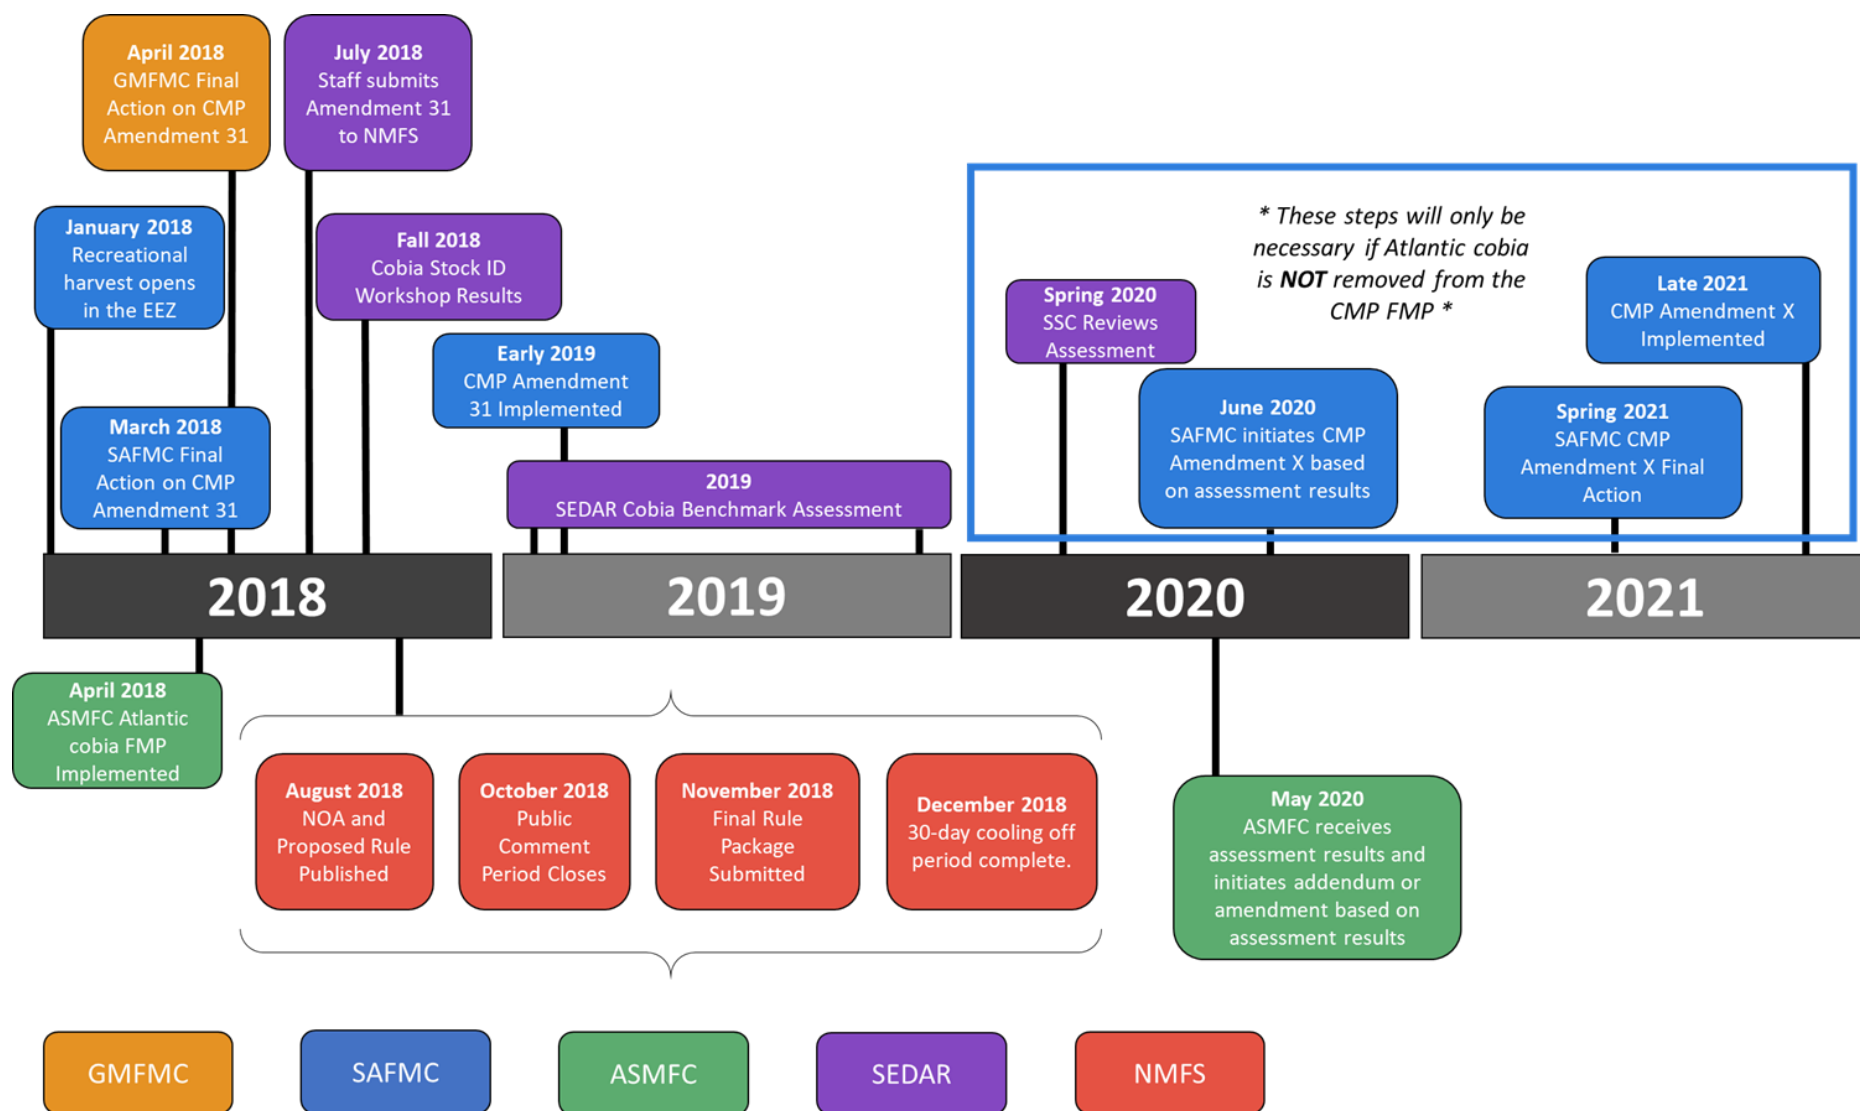 April 2018
GMFMC Final
Action on CMP
Amendment 31
July 2018
Staff submits
Amendment 31
to NMFS
January 2018
Recreational
harvest opens
in the EEZ
Fall 2018
Cobia Stock ID
Workshop Results
* These steps will only be
necessary if Atlantic cobia
is NOT removed from the
CMP FMP *
Spring 2020
SSC Reviews
Assessment
Late 2021
CMP Amendment X
Implemented
Early 2019
CMP Amendment
31 Implemented
March 2018
SAFMC Final
Action on CMP
Amendment 31
June 2020
SAFMC initiates CMP
Amendment X based
on assessment results
Spring 2021
SAFMC CMP
Amendment X Final
Action
2019
SEDAR Cobia Benchmark Assessment
2018
2019
2020
2021
April 2018
ASMFC Atlantic
cobia FMP
Implemented
August 2018
NOA and
Proposed Rule
Published
October 2018
Public
Comment
Period Closes
November 2018
Final Rule
Package
Submitted
December 2018
30-day cooling off
period complete.
May 2020
ASMFC receives
assessment results and
initiates addendum or
amendment based on
assessment results
GMFMC
SAFMC
ASMFC
SEDAR
NMFS